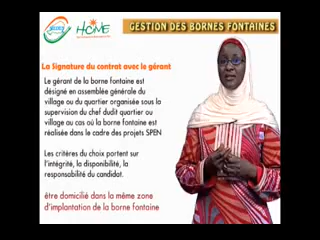 HOME
GESTION DES BORNES FONTAINES
La Signature du contrat avec le gérant
Le gérant de la borne fontaine est
désigné en assemblée générale du
village ou du quartier organisée sous la
supervision du chef dudit quartier ou
village au cas où la borne fontaine est
réalisée dans le cadre des projets SPEN
Les critères du choix portent sur
l'intégrité, la disponibilité, la
responsabilité du candidat.
être domicilié dans la même zone
d'implantation de la borne fontaine